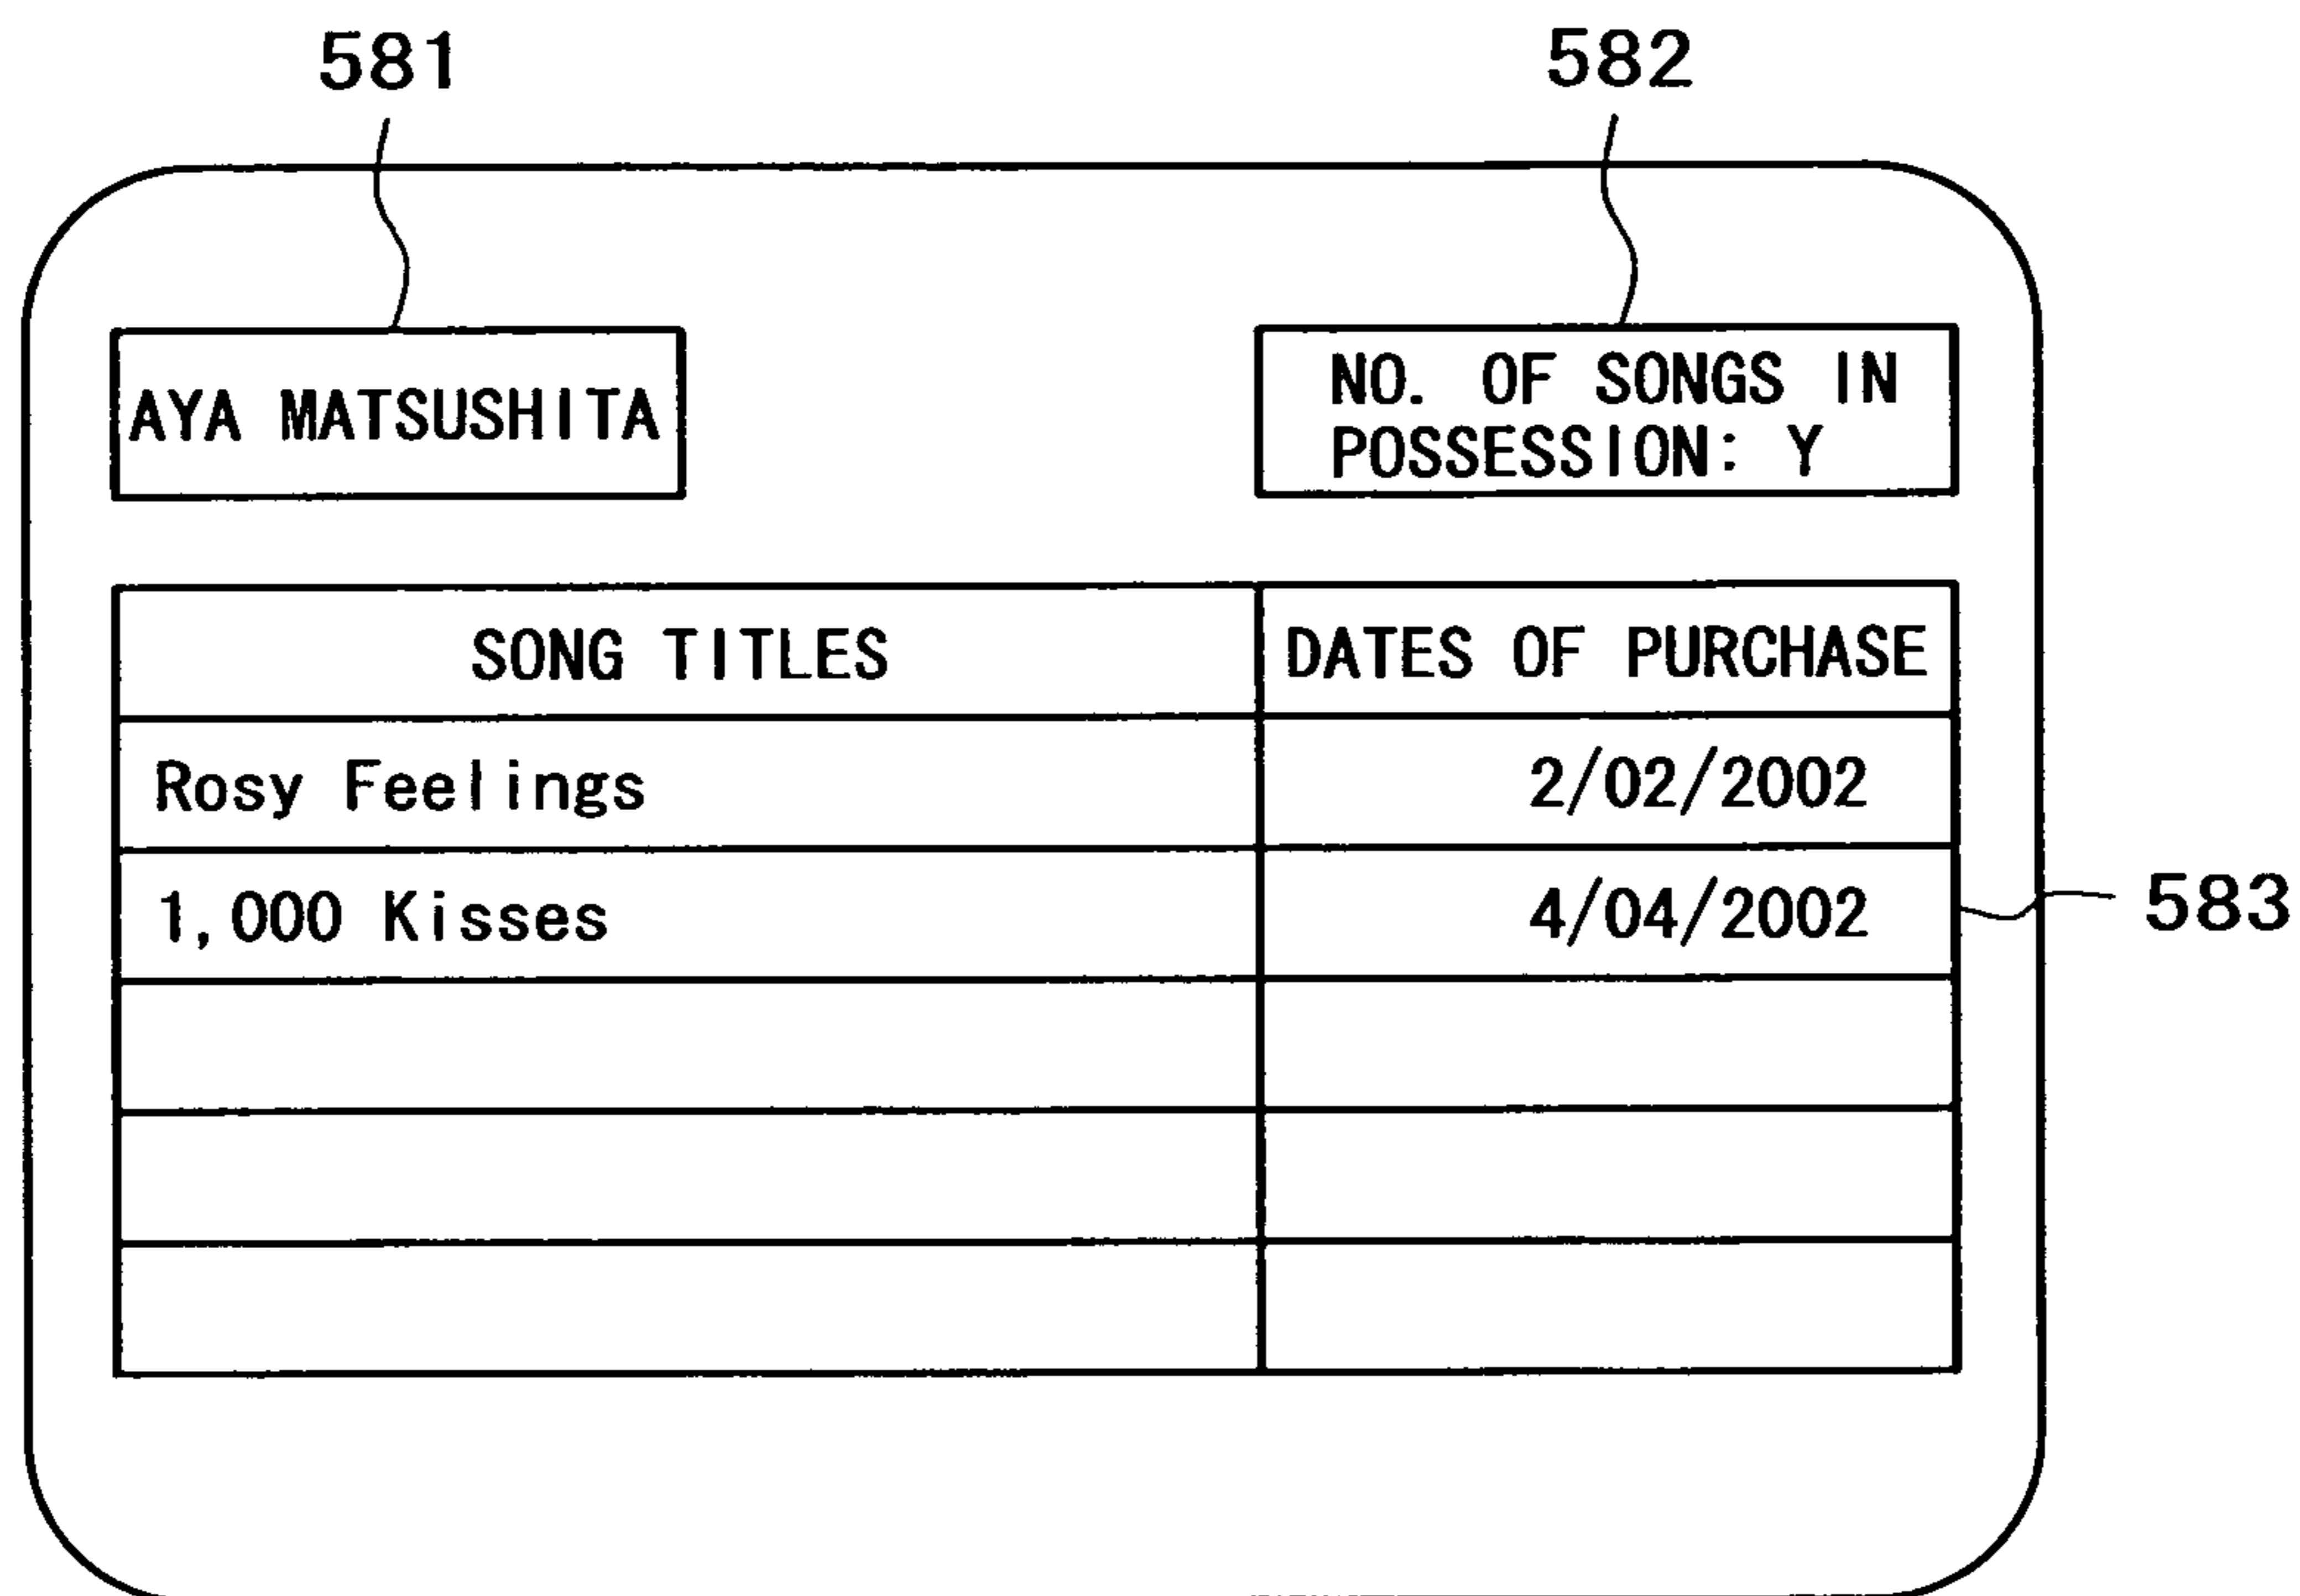 581
582
AYA MATSUSHITA
NO. OF SONGS IN
POSSESSION: Y
SONG TITLES
DATES OF PURCHASE
Rosy Feelings
2/02/2002
1,000 Kisses
4/04/2002
583